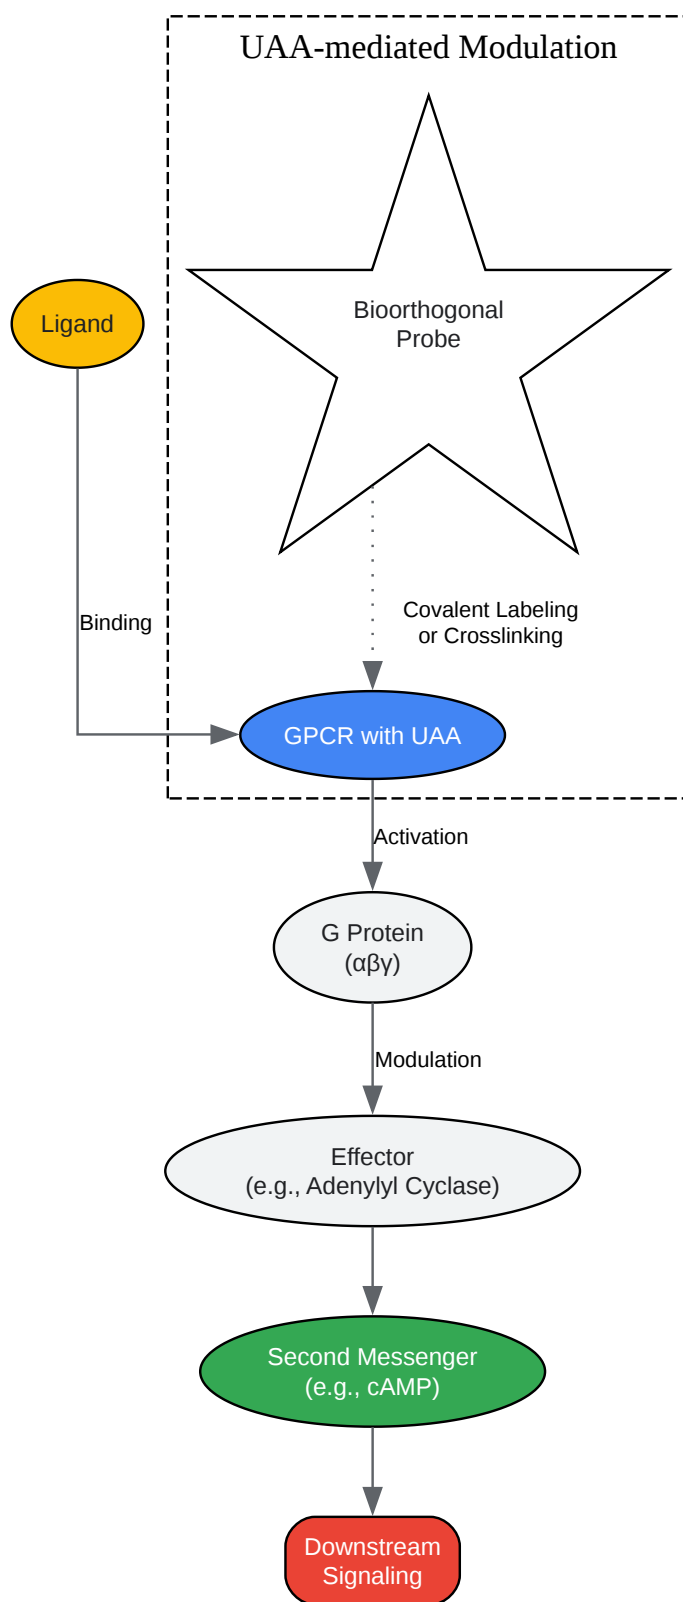 UAA-mediated Modulation
Bioorthogonal
Probe
Ligand
Binding
Covalent Labeling
or Crosslinking
GPCR with UAA
Activation
G Protein
(αβγ)
Modulation
Effector
(e.g., Adenylyl Cyclase)
Second Messenger
(e.g., cAMP)
Downstream
Signaling